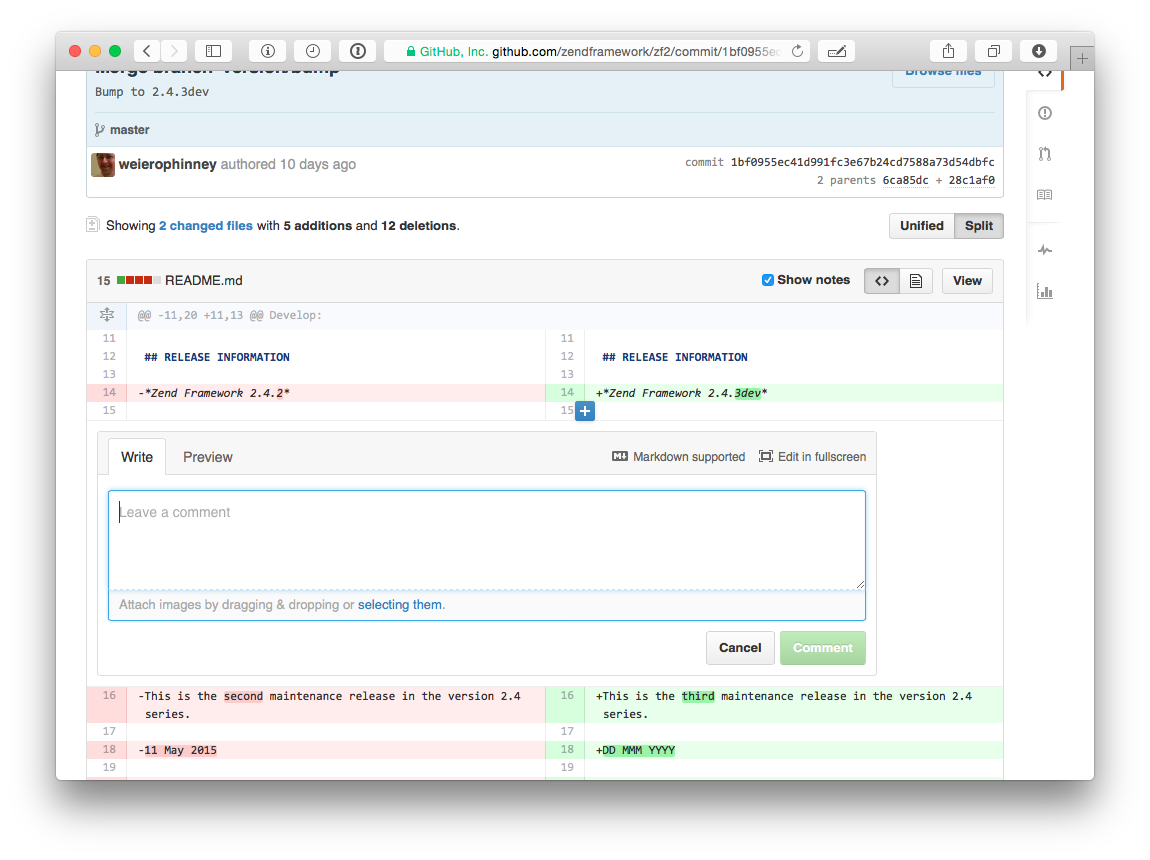 GitHub, Inc. github.com/zendframework/zf2/commit/1bf0955ec
Merge branch 'version/bump' Browse files
Bump to 2.4.3dev
master
weierophinney authored 10 days ago
commit 1bf0955ec41d991fc3e67b24cd7588a73d54dbfc
2 parents 6ca85dc + 28c1af0
Showing 2 changed files with 5 additions and 12 deletions.
Unified Split
15 README.md Show notes <> View
@@ -11,20 +11,13 @@ Develop:
11 11
12 ## RELEASE INFORMATION 12 ## RELEASE INFORMATION
13 13
14 -*Zend Framework 2.4.2* 14 +*Zend Framework 2.4.3dev*
15 15 +
Write Preview Markdown supported Edit in fullscreen
Leave a comment
Attach images by dragging & dropping or selecting them.
Cancel Comment
16 -This is the second maintenance release in the version 2.4 16 +This is the third maintenance release in the version 2.4
series. series.
17 17
18 -11 May 2015 18 +DD MMM YYYY
19 19